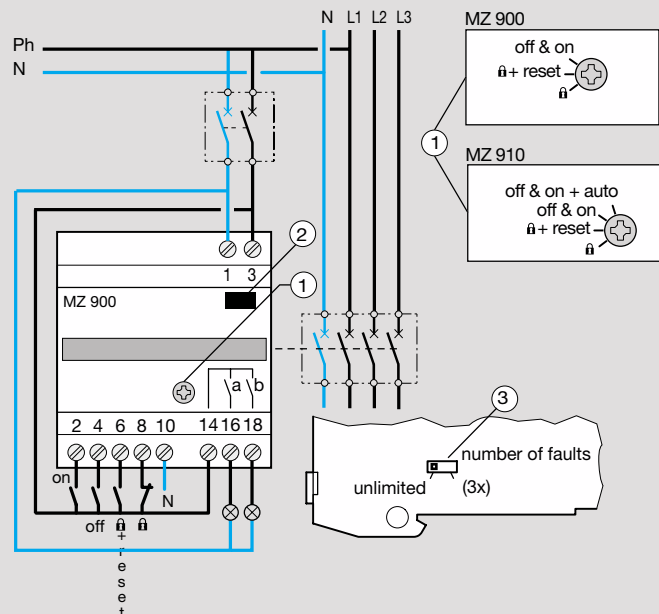 N L1 L2 L3
Ph
N
MZ 900
off & on
+ reset
1
MZ 910
off & on + auto
off & on
+ reset
2
1
1 3
MZ 900
a b
2 4 6 8 10 14 16 18
on
N
off
+ reset
3
number of faults
unlimited (3x)